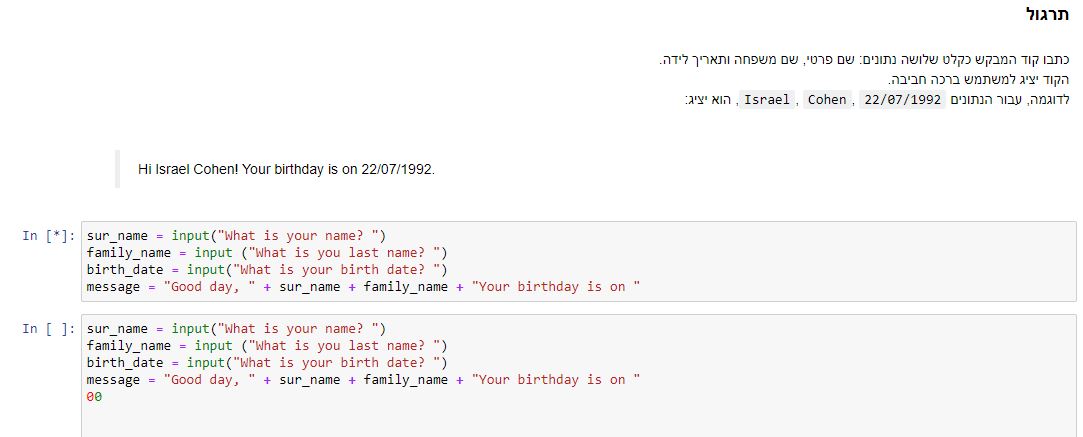 תרגול
כתבו קוד המבקש כקלט שלושה נתונים: שם פרטי, שם משפחה ותאריך לידה.
הקוד יציג למשתמש ברכה חביבה.
לדוגמה, עבור הנתונים 22/07/1992 , Cohen , Israel , הוא יציג:
Hi Israel Cohen! Your birthday is on 22/07/1992.
In [*]: sur_name = input("What is your name? ")
family_name = input ("What is you last name? ")
birth_date = input("What is your birth date? ")
message = "Good day, " + sur_name + family_name + "Your birthday is on "
In [ ]: sur_name = input("What is your name? ")
family_name = input ("What is you last name? ")
birth_date = input("What is your birth date? ")
message = "Good day, " + sur_name + family_name + "Your birthday is on "
00